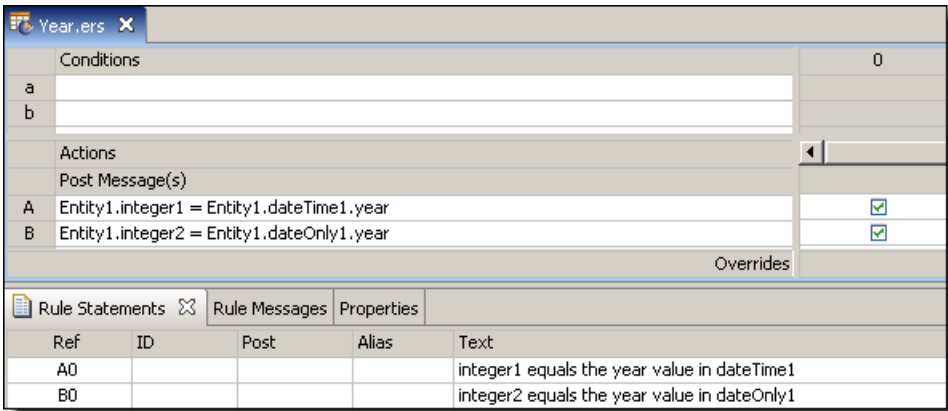 Year.ers
Conditions 0
a
b
Actions
Post Message(s)
A Entity1.integer1 = Entity1.dateTime1.year
B Entity1.integer2 = Entity1.dateOnly1.year
Overrides
Rule Statements Rule Messages Properties
Ref ID Post Alias Text
A0 integer1 equals the year value in dateTime1
B0 integer2 equals the year value in dateOnly1